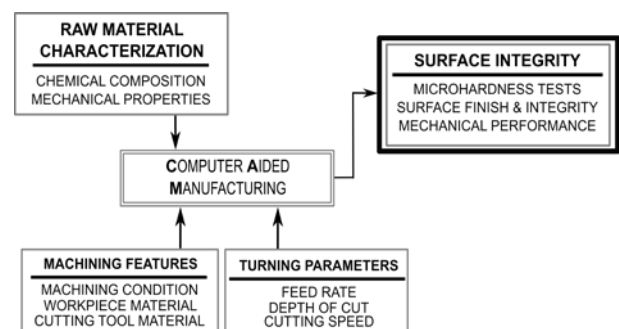 RAW MATERIAL
CHARACTERIZATION
CHEMICAL COMPOSITION
MECHANICAL PROPERTIES
SURFACE INTEGRITY
MICROHARDNESS TESTS
SURFACE FINISH & INTEGRITY
MECHANICAL PERFORMANCE
COMPUTER AIDED
MANUFACTURING
MACHINING FEATURES
MACHINING CONDITION
WORKPIECE MATERIAL
CUTTING TOOL MATERIAL
TURNING PARAMETERS
FEED RATE
DEPTH OF CUT
CUTTING SPEED